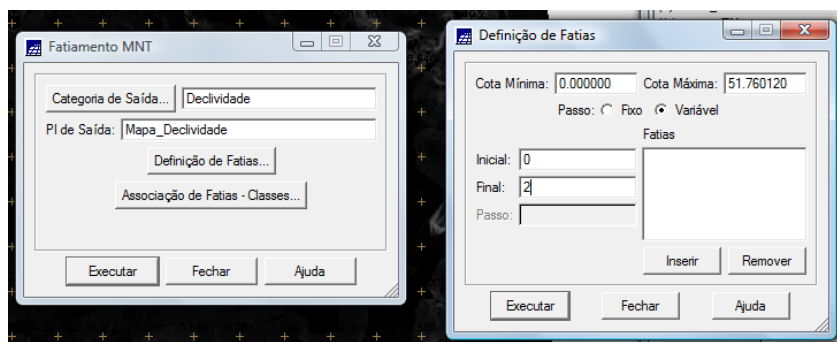 Fatiamento MNT
Categoria de Saída... Declividade
PI de Saída: Mapa_Declividade
Definição de Fatias...
Associação de Fatias - Classes...
Executar Fechar Ajuda
Definição de Fatias
Cota Mínima: 0.000000 Cota Máxima: 51.760120
Passo: Fixo Variável
Fatias
Inicial: 0
Final: 2
Passo:
Inserir Remover
Executar Fechar Ajuda